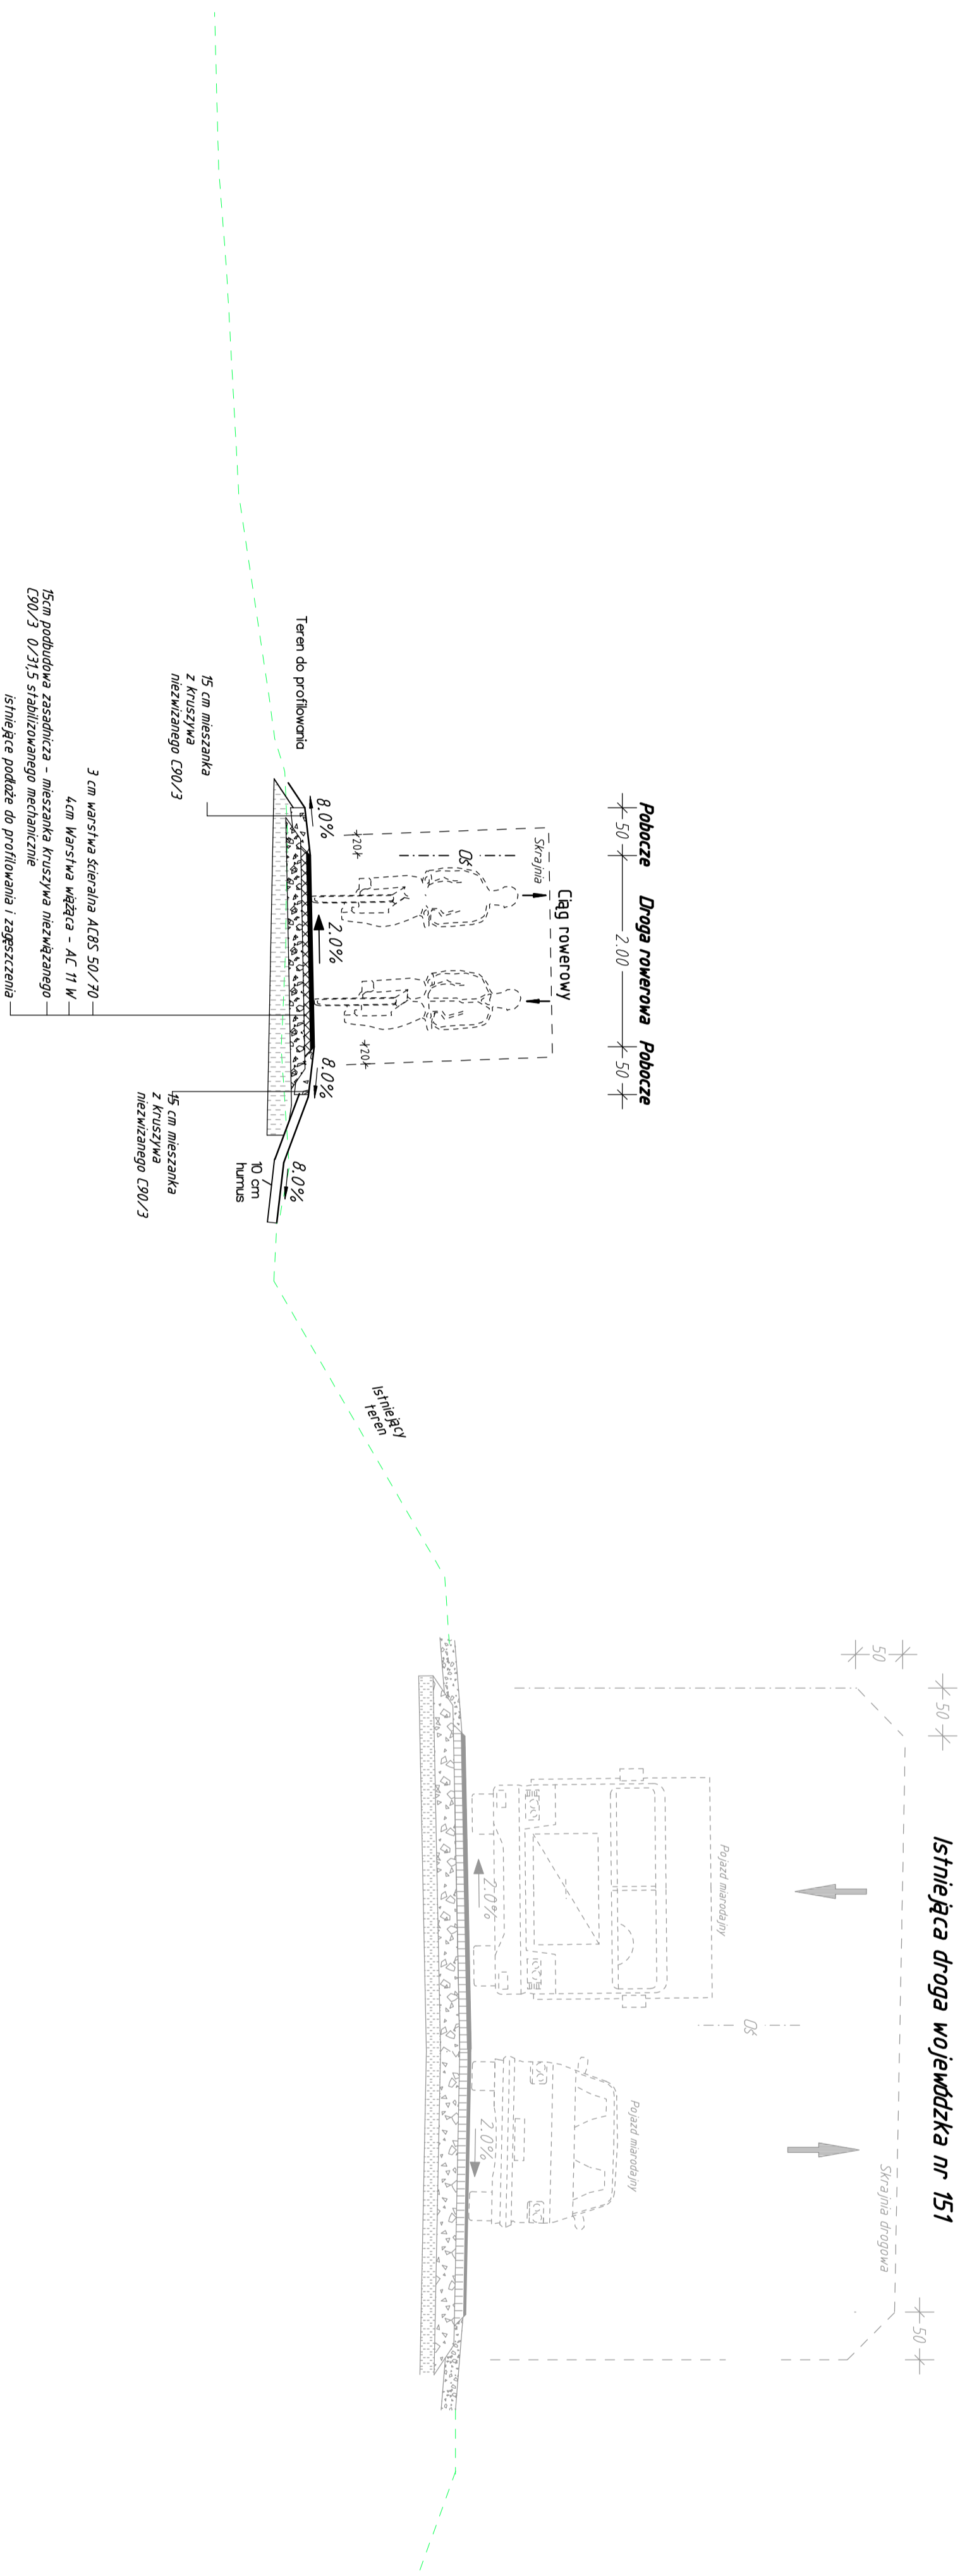 Istniejąca droga wojewódzka nr 151
50
50
50
Skrajnia drogowa
Pojazd miarodajny
Pojazd miarodajny
Oś
2.0%
2.0%
Pobocze Droga rowerowa Pobocze
50 2.00 50
Ciąg rowerowy
Skrajnia
Oś
20
20
8.0%
2.0%
8.0%
8.0%
Teren do profilowania
10 cm
humus
Istniejący
teren
15 cm mieszanka
z kruszywa
niezwizanego C90/3
15 cm mieszanka
z kruszywa
niezwizanego C90/3
3 cm warstwa ścieralna AC8S 50/70
4cm Warstwa wążąca - AC 11 W
15cm podbudowa zasadnicza - mieszanka kruszywa niezwiązanego
C90/3 0/31,5 stabilizowanego mechanicznie
istniejące podłoże do profilowania i zagęszczenia